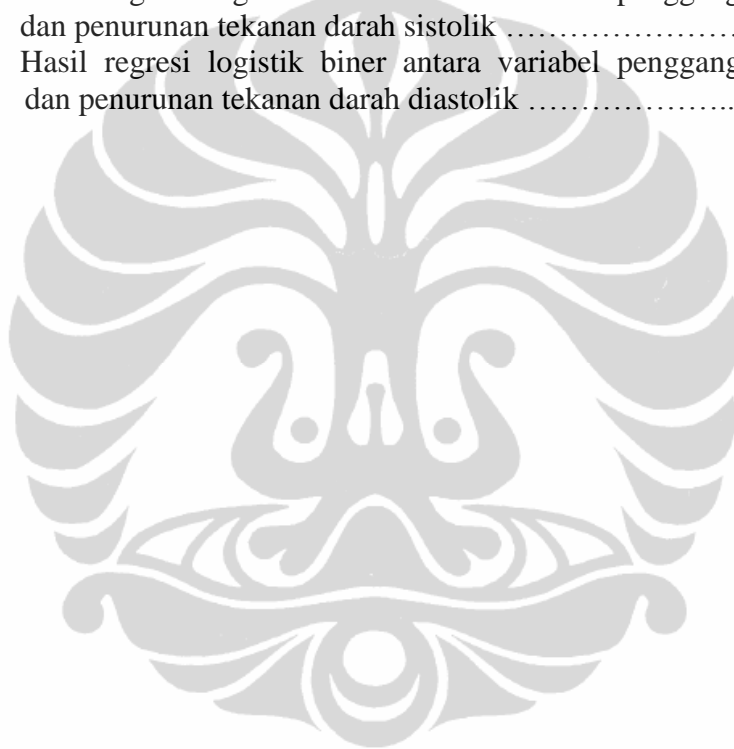 dan penurunan tekanan darah sistolik …………………….
Hasil regresi logistik biner antara variabel penggang
dan penurunan tekanan darah diastolik ………………...